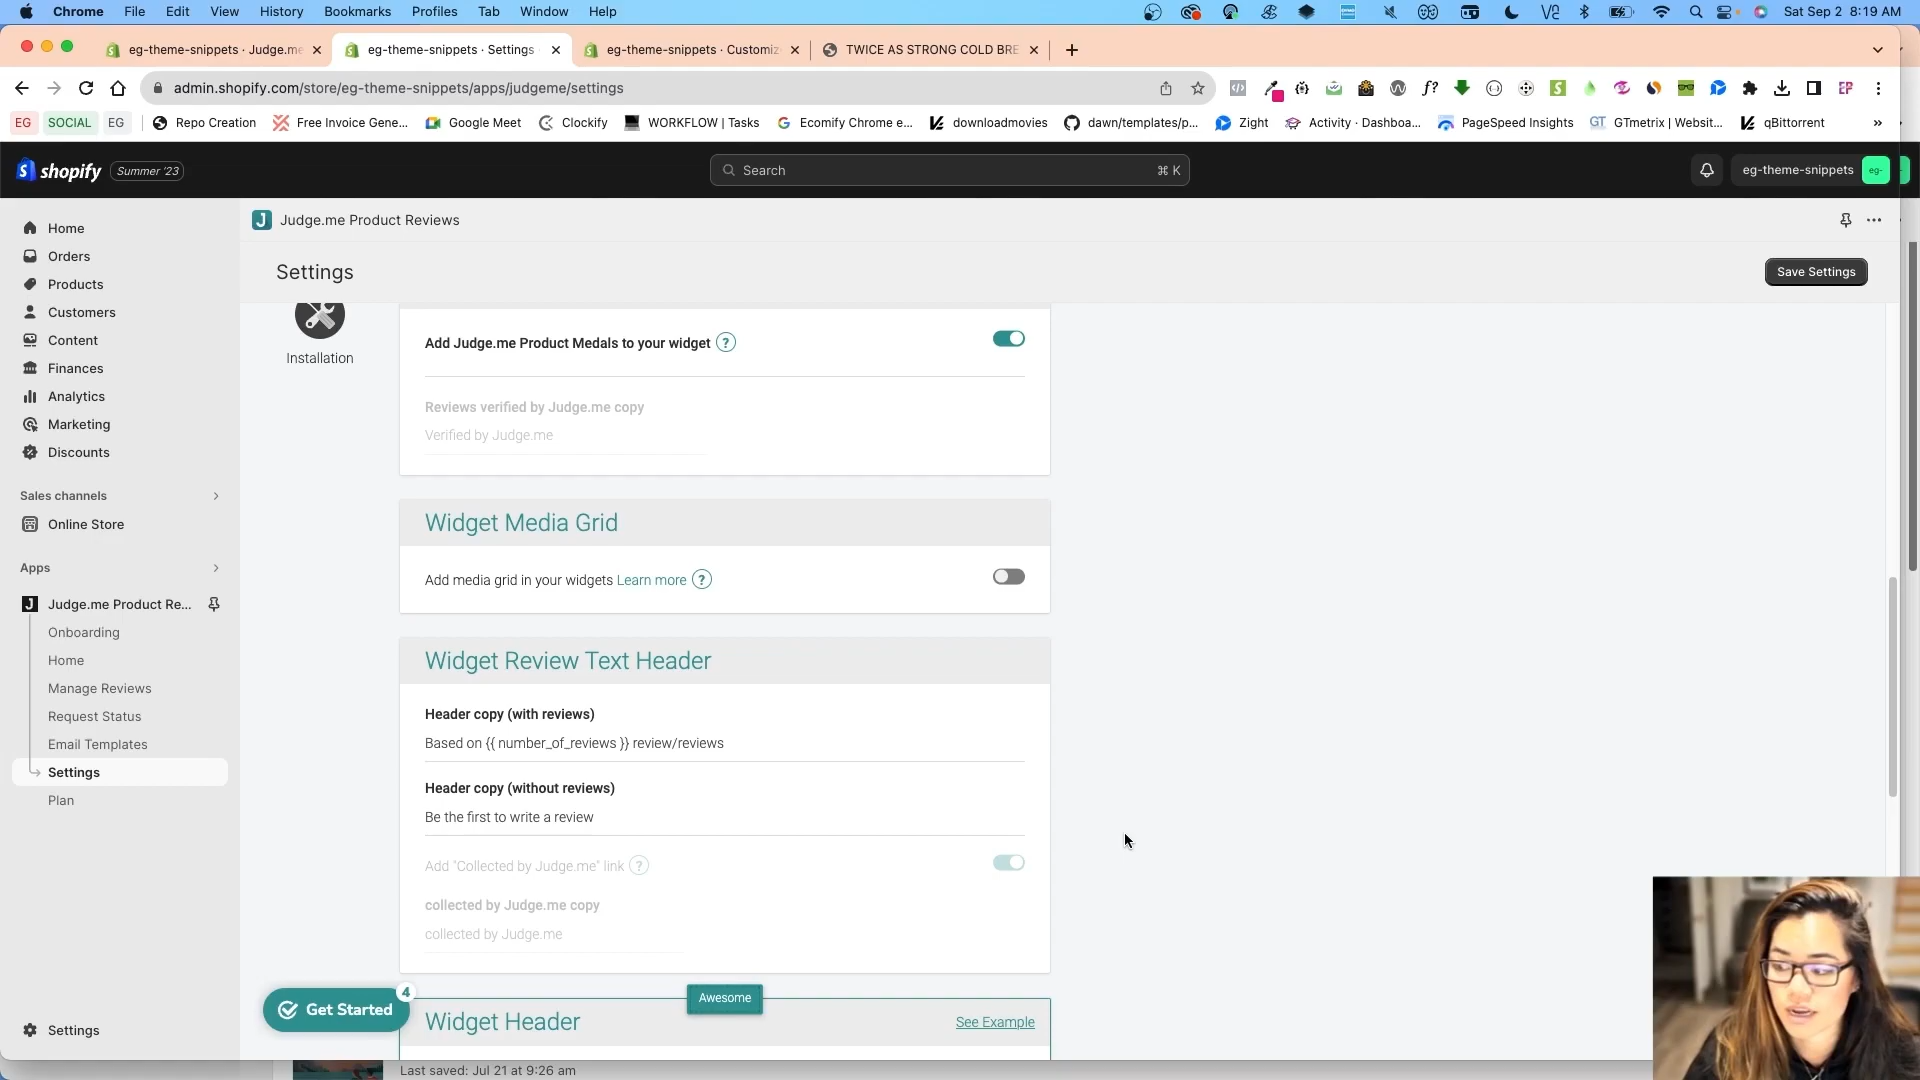 Chrome File Edit View History Bookmarks Profiles Tab Window Help Sat Sep 2 8:19 AM
eg-theme-snippets · Judge.me eg-theme-snippets · Settings eg-theme-snippets · Customiz TWICE AS STRONG COLD BRE
admin.shopify.com/store/eg-theme-snippets/apps/judgeme/settings
EG SOCIAL EG Repo Creation Free Invoice Gene... Google Meet Clockify WORKFLOW | Tasks Ecomify Chrome e... downloadmovies dawn/templates/p... Zight Activity · Dashboa... PageSpeed Insights GTmetrix | Websit... qBittorrent »
shopify Summer '23 Search ⌘ K eg-theme-snippets eg-
Judge.me Product Reviews
Settings Save Settings
Home
Orders
Products
Customers
Content
Finances
Analytics
Marketing
Discounts
Sales channels
Online Store
Apps
Judge.me Product Re...
Onboarding
Home
Manage Reviews
Request Status
Email Templates
Settings
Plan
Settings
Installation
Add Judge.me Product Medals to your widget ?
Reviews verified by Judge.me copy
Verified by Judge.me
Widget Media Grid
Add media grid in your widgets Learn more ?
Widget Review Text Header
Header copy (with reviews)
Based on {{ number_of_reviews }} review/reviews
Header copy (without reviews)
Be the first to write a review
Add "Collected by Judge.me" link ?
collected by Judge.me copy
collected by Judge.me
Get Started 4
Awesome
Widget Header See Example
Last saved: Jul 21 at 9:26 am